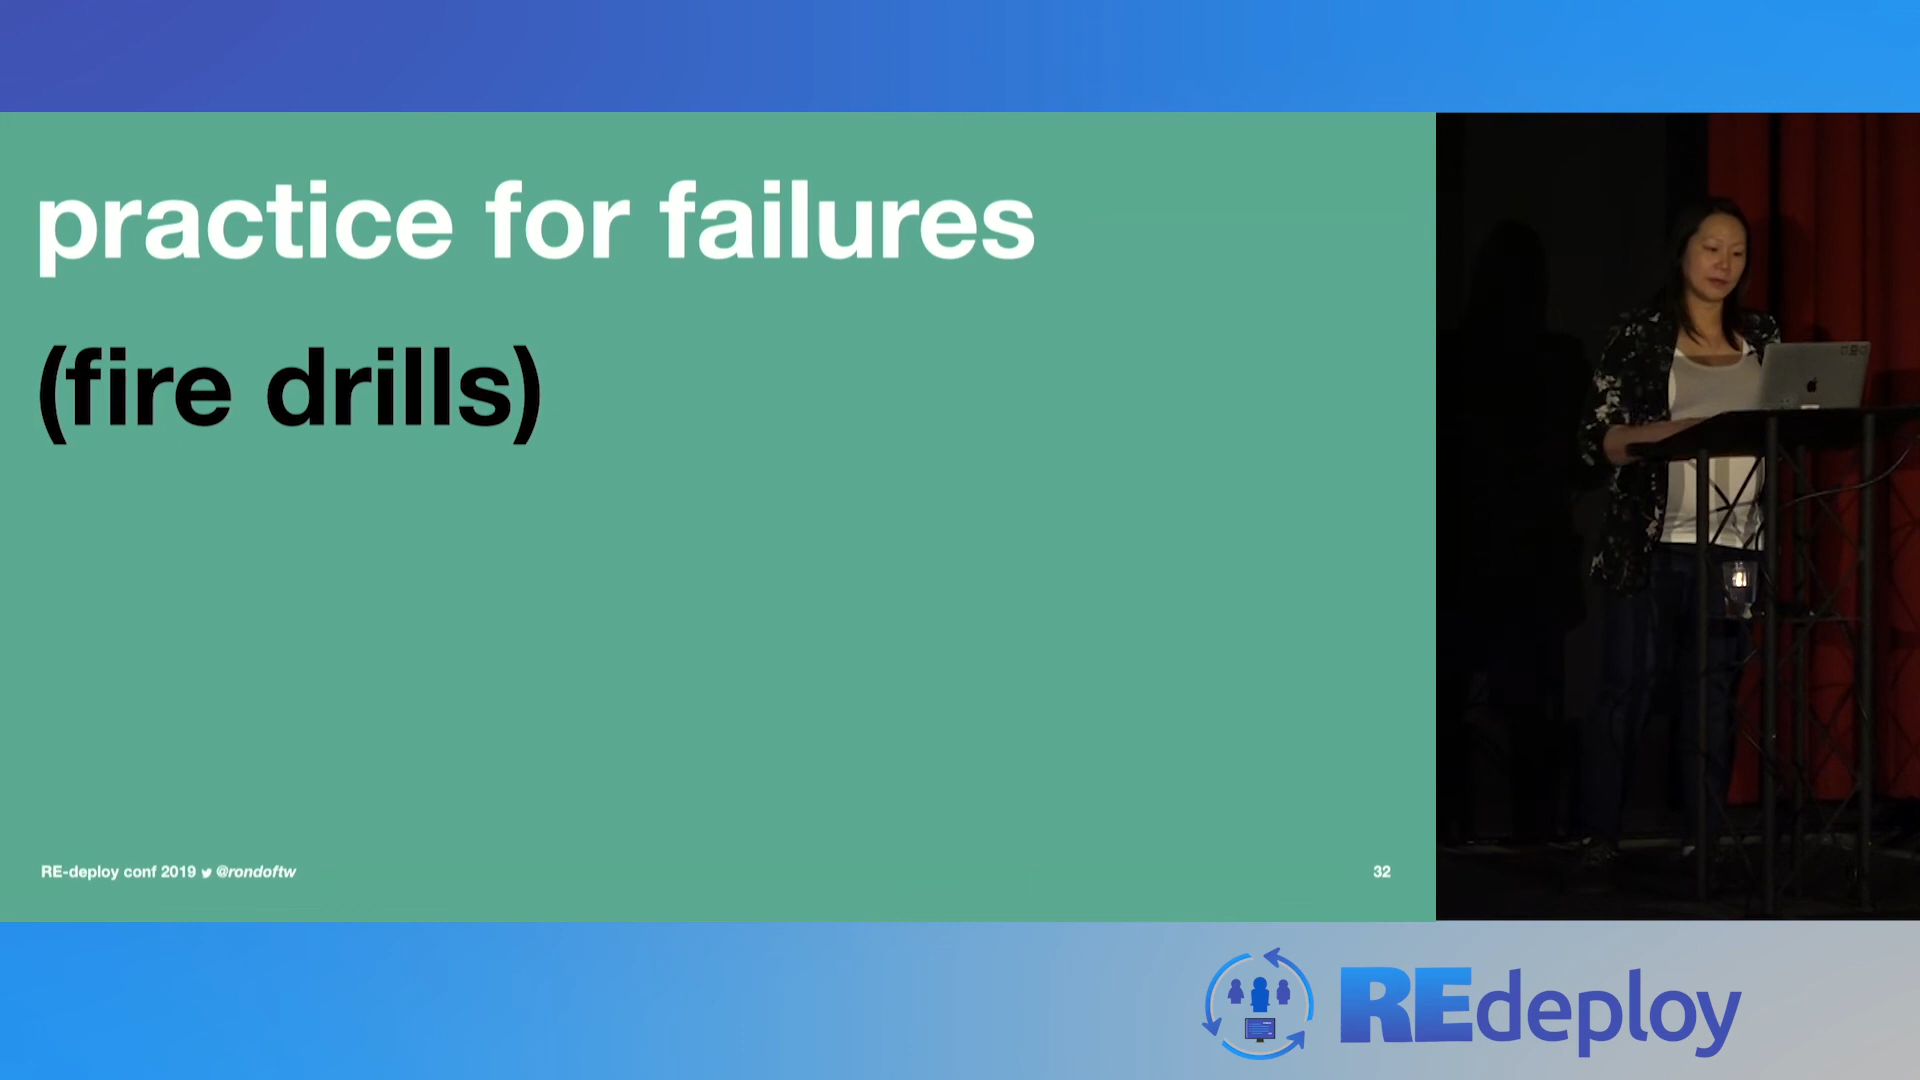 practice for failures
(fire drills)
RE-deploy conf 2019 @rondoftw
32
REdeploy